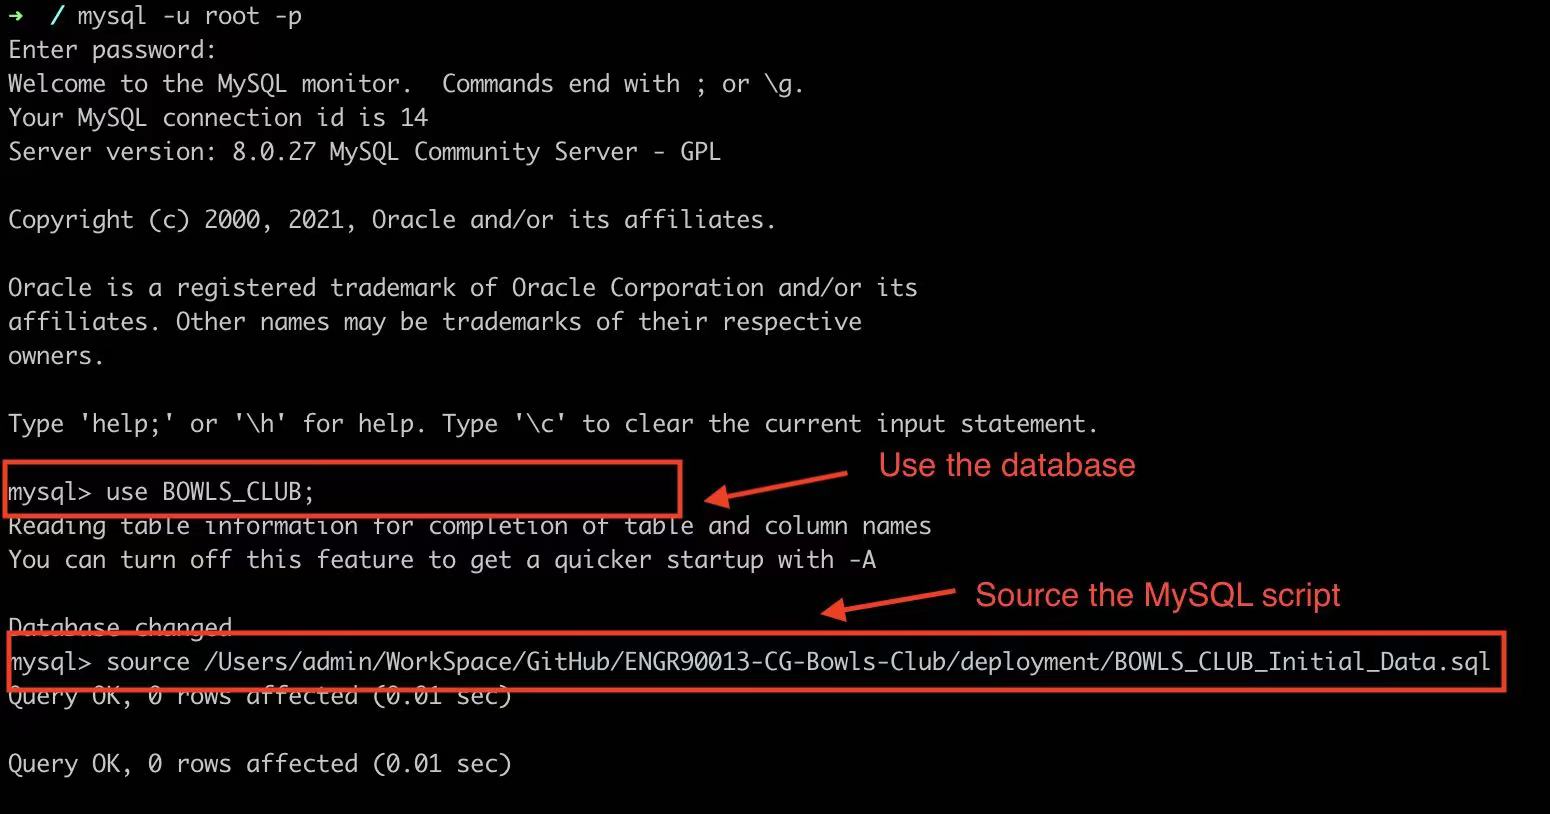 → / mysql -u root -p
Enter password:
Welcome to the MySQL monitor.  Commands end with ; or \g.
Your MySQL connection id is 14
Server version: 8.0.27 MySQL Community Server - GPL
Copyright (c) 2000, 2021, Oracle and/or its affiliates.
Oracle is a registered trademark of Oracle Corporation and/or its
affiliates. Other names may be trademarks of their respective
owners.
Type 'help;' or '\h' for help. Type '\c' to clear the current input statement.
Use the database
mysql> use BOWLS_CLUB;
Reading table information for completion of table and column names
You can turn off this feature to get a quicker startup with -A
Source the MySQL script
Database changed
mysql> source /Users/admin/WorkSpace/GitHub/ENGR90013-CG-Bowls-Club/deployment/BOWLS_CLUB_Initial_Data.sql
Query OK, 0 rows affected (0.01 sec)
Query OK, 0 rows affected (0.01 sec)